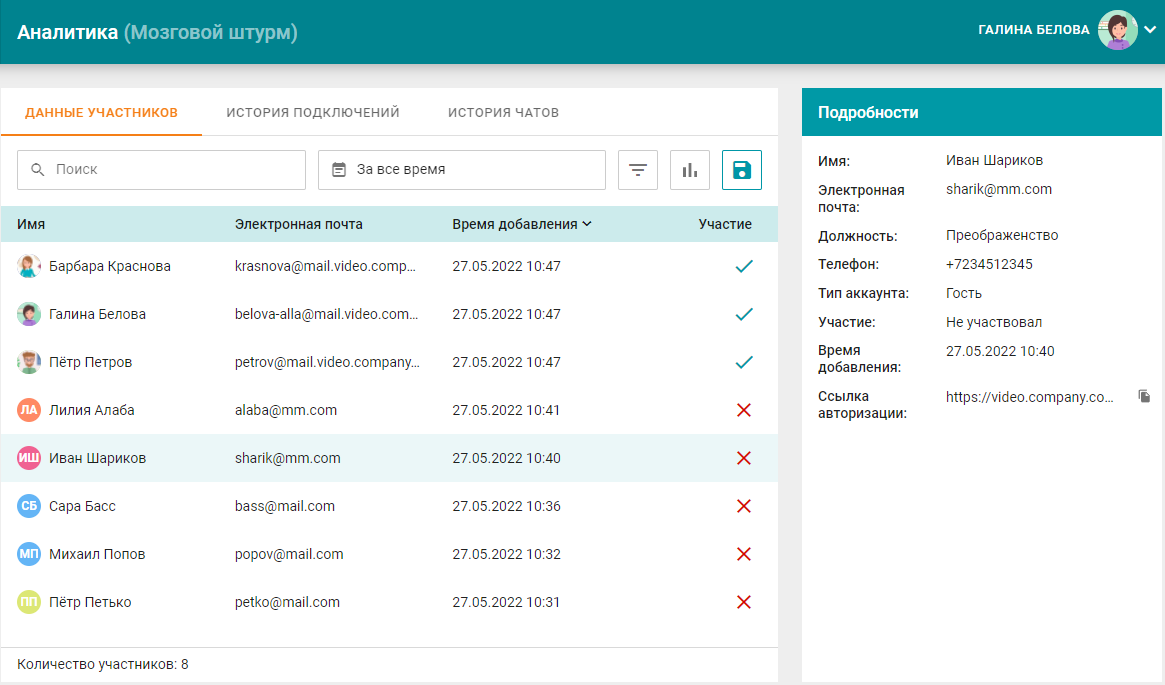 Аналитика (Мозговой штурм)
ГАЛИНА БЕЛОВА
ДАННЫЕ УЧАСТНИКОВ ИСТОРИЯ ПОДКЛЮЧЕНИЙ ИСТОРИЯ ЧАТОВ
Поиск За все время
Имя Электронная почта Время добавления Участие
Барбара Краснова krasnova@mail.video.comp... 27.05.2022 10:47
Галина Белова belova-alla@mail.video.com... 27.05.2022 10:47
Пётр Петров petrov@mail.video.company... 27.05.2022 10:47
ЛА Лилия Алаба alaba@mm.com 27.05.2022 10:41
ИШ Иван Шариков sharik@mm.com 27.05.2022 10:40
СБ Сара Басс bass@mail.com 27.05.2022 10:36
МП Михаил Попов popov@mail.com 27.05.2022 10:32
ПП Пётр Петько petko@mail.com 27.05.2022 10:31
Количество участников: 8
Подробности
Имя: Иван Шариков
Электронная sharik@mm.com
почта:
Должность: Преображенство
Телефон: +7234512345
Тип аккаунта: Гость
Участие: Не участвовал
Время 27.05.2022 10:40
добавления:
Ссылка https://video.company.co...
авторизации: